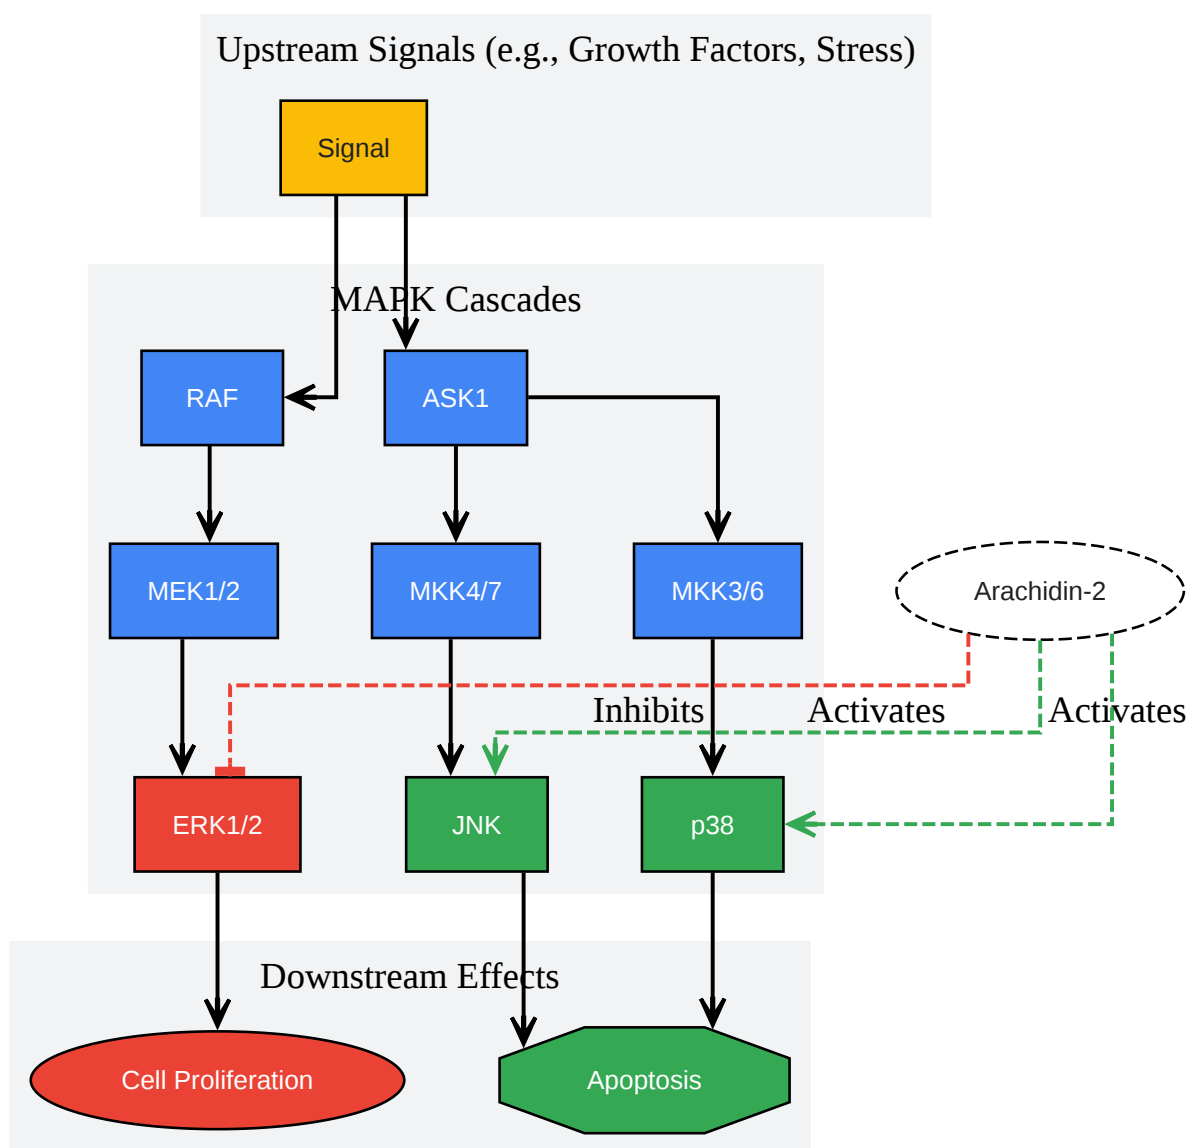 Upstream Signals (e.g., Growth Factors, Stress)
Signal
MAPK Cascades
RAF
ASK1
MEK1/2
MKK4/7
MKK3/6
Arachidin-2
Inhibits
Activates
Activates
ERK1/2
JNK
p38
Downstream Effects
Cell Proliferation
Apoptosis